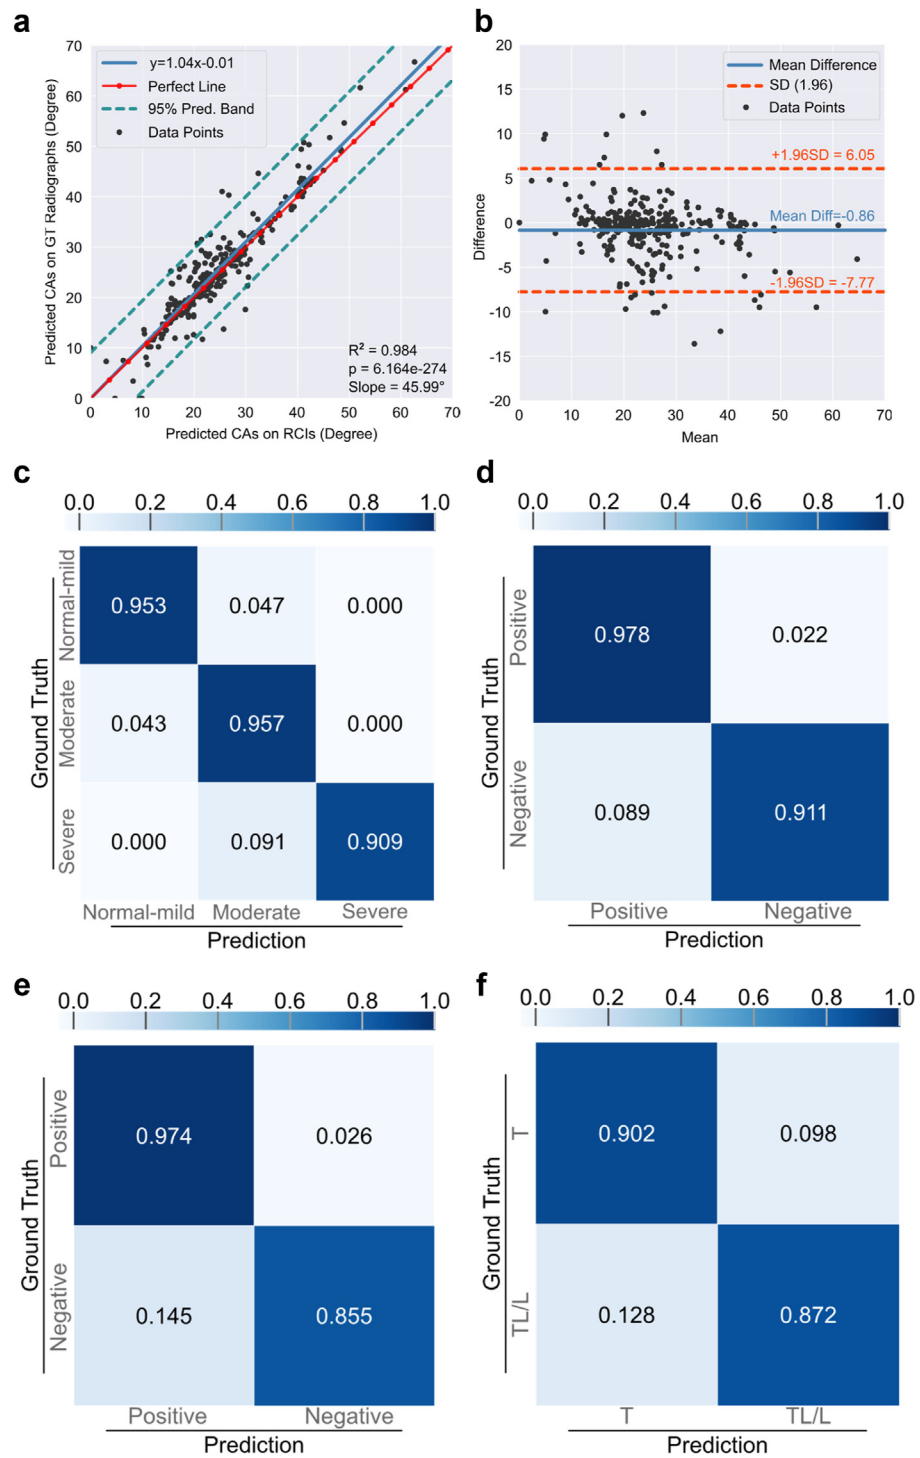 a
70
60
50
40
30
20
10
0
Predicted CAs on GT Radiographs (Degree)
y=1.04x-0.01
Perfect Line
95% Pred. Band
Data Points
R² = 0.984
p = 6.164e-274
Slope = 45.99°
0 10 20 30 40 50 60 70
Predicted CAs on RCIs (Degree)
b
20
15
10
5
0
-5
-10
-15
-20
Difference
Mean Difference
SD (1.96)
Data Points
+1.96SD = 6.05
Mean Diff=-0.86
-1.96SD = -7.77
0 10 20 30 40 50 60 70
Mean
c
0.0 0.2 0.4 0.6 0.8 1.0
Ground Truth
Normal-mild
Moderate
Severe
0.953 0.047 0.000
0.043 0.957 0.000
0.000 0.091 0.909
Normal-mild Moderate Severe
Prediction
d
0.0 0.2 0.4 0.6 0.8 1.0
Ground Truth
Positive
Negative
0.978 0.022
0.089 0.911
Positive Negative
Prediction
e
0.0 0.2 0.4 0.6 0.8 1.0
Ground Truth
Positive
Negative
0.974 0.026
0.145 0.855
Positive Negative
Prediction
f
0.0 0.2 0.4 0.6 0.8 1.0
Ground Truth
T
TL/L
0.902 0.098
0.128 0.872
T TL/L
Prediction